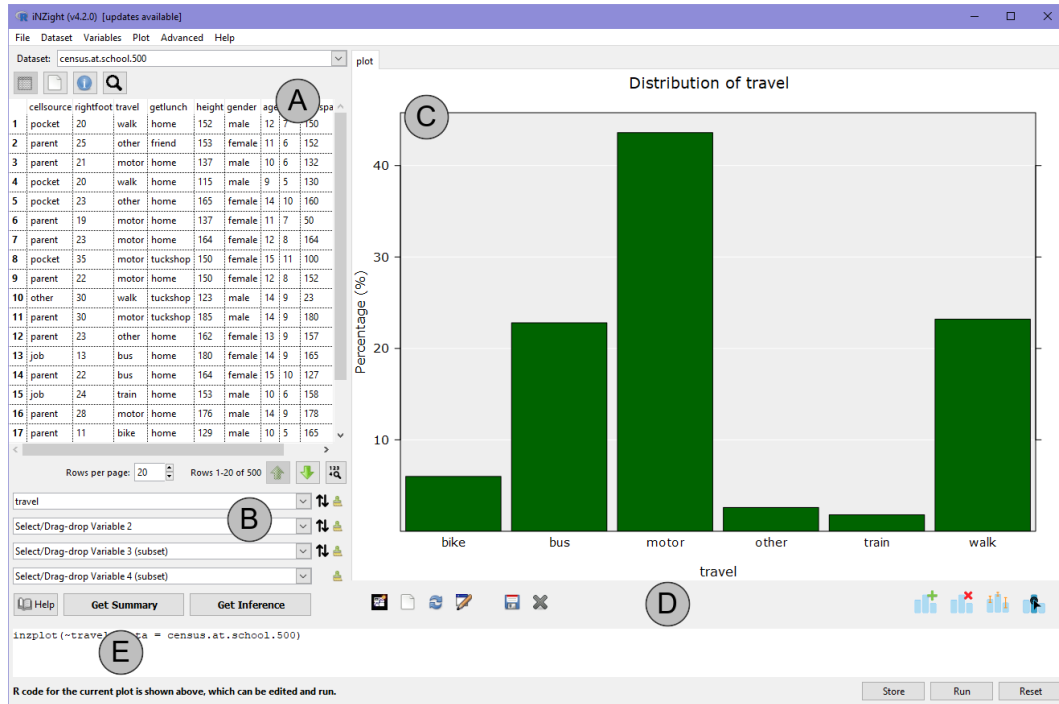 iNZight (v4.2.0) [updates available]
File Dataset Variables Plot Advanced Help
Dataset: census.at.school.500
plot
A
cellsource rightfoot travel getlunch height gender age spa
1 pocket 20 walk home 152 male 12 7 150
2 parent 25 other friend 153 female 11 6 152
3 parent 21 motor home 137 male 10 6 132
4 pocket 20 walk home 115 male 9 5 130
5 pocket 23 other home 165 female 14 10 160
6 parent 19 motor home 137 female 11 7 50
7 parent 23 motor home 164 female 12 8 164
8 pocket 35 motor tuckshop 150 female 15 11 100
9 parent 22 motor home 150 female 12 8 152
10 other 30 walk tuckshop 123 male 14 9 23
11 parent 30 motor tuckshop 185 male 14 9 180
12 parent 23 other home 162 female 13 9 157
13 job 13 bus home 180 female 14 9 165
14 parent 22 bus home 164 female 15 10 127
15 job 24 train home 153 male 10 6 158
16 parent 28 motor home 176 male 14 9 178
17 parent 11 bike home 129 male 10 5 165
Rows per page: 20 Rows 1-20 of 500
123
travel
B
Select/Drag-drop Variable 2
Select/Drag-drop Variable 3 (subset)
Select/Drag-drop Variable 4 (subset)
Help Get Summary Get Inference
Distribution of travel
C
Percentage (%)
40
30
20
10
bike bus motor other train walk
travel
D
inzplot(~travel, ta = census.at.school.500)
E
R code for the current plot is shown above, which can be edited and run.
Store Run Reset